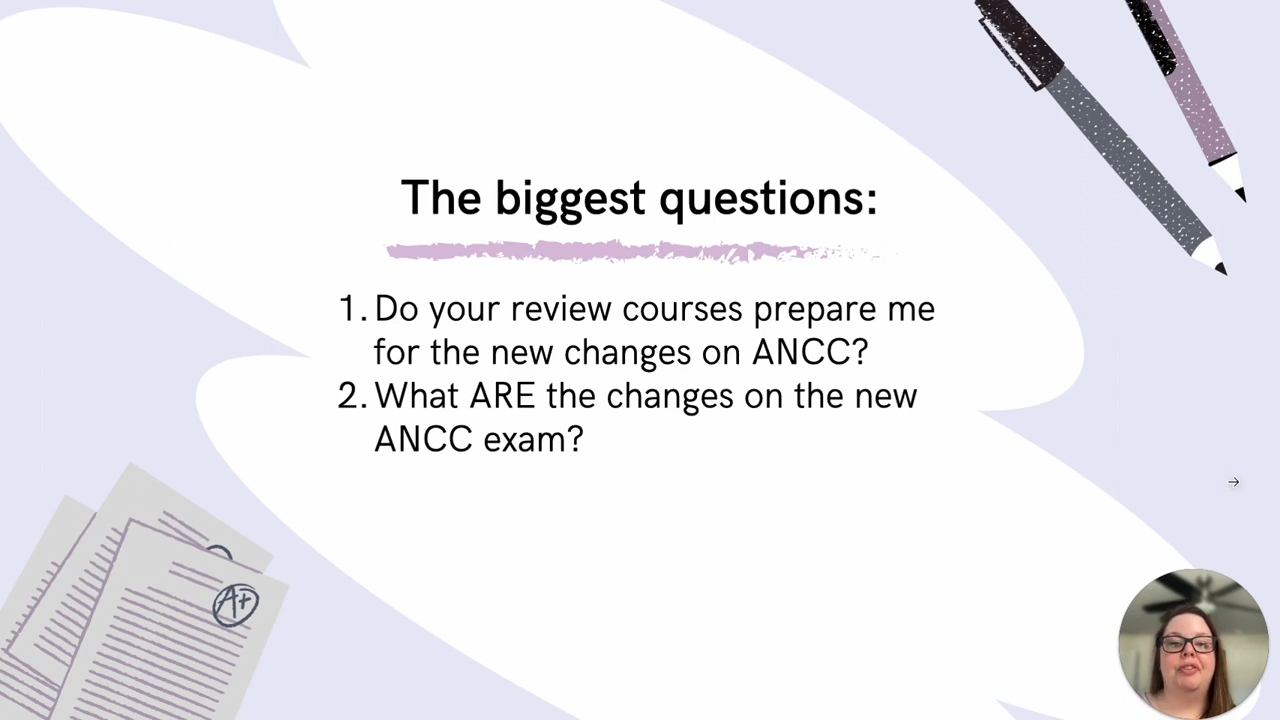 The biggest questions:
1. Do your review courses prepare me
for the new changes on ANCC?
2. What ARE the changes on the new
ANCC exam?
A+